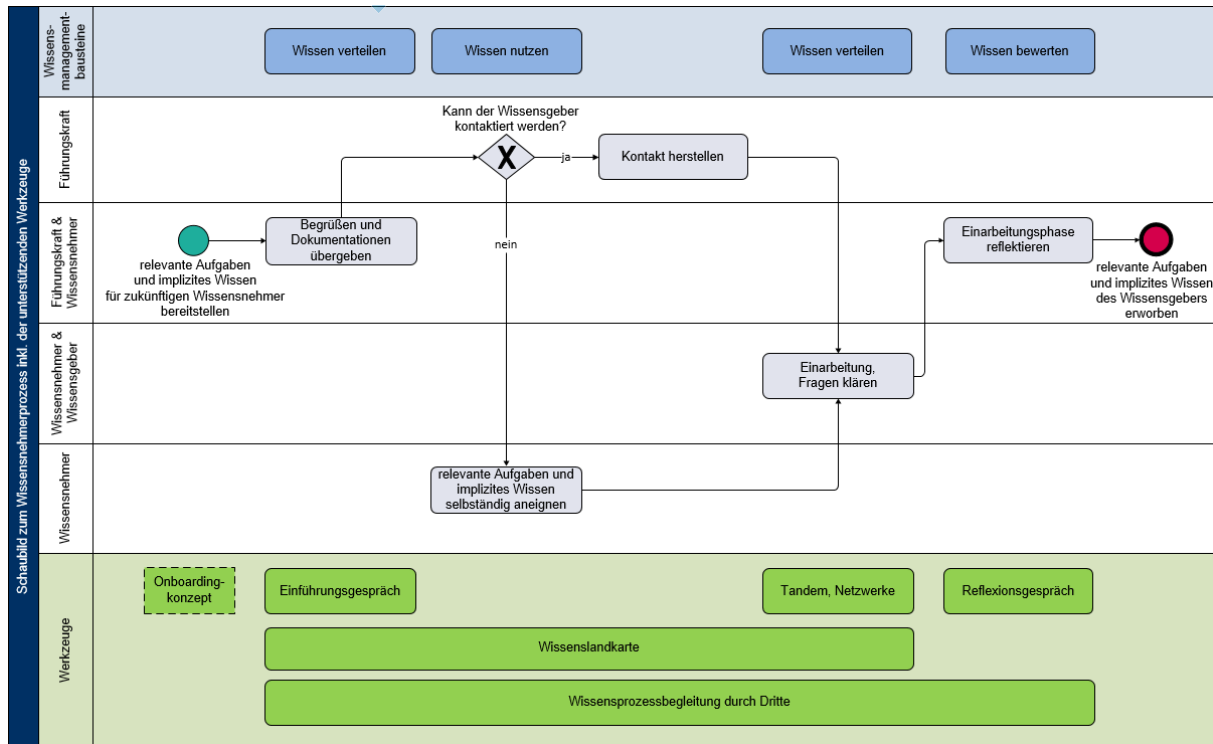 Schaubild zum Wissensnehmerprozess inkl. der unterstützenden Werkzeuge
Wissens-
management-
bausteine
Wissen verteilen
Wissen nutzen
Wissen verteilen
Wissen bewerten
Führungskraft
Kann der Wissensgeber
kontaktiert werden?
X
ja
Kontakt herstellen
nein
Führungskraft &
Wissensnehmer
relevante Aufgaben
und implizites Wissen
für zukünftigen Wissensnehmer
bereitstellen
Begrüßen und
Dokumentationen
übergeben
Einarbeitungsphase
reflektieren
relevante Aufgaben
und implizites Wissen
des Wissensgebers
erworben
Wissensnehmer &
Wissensgeber
Einarbeitung,
Fragen klären
Wissensnehmer
relevante Aufgaben und
implizites Wissen
selbständig aneignen
Werkzeuge
Onboarding-
konzept
Einführungsgespräch
Tandem, Netzwerke
Reflexionsgespräch
Wissenslandkarte
Wissensprozessbegleitung durch Dritte